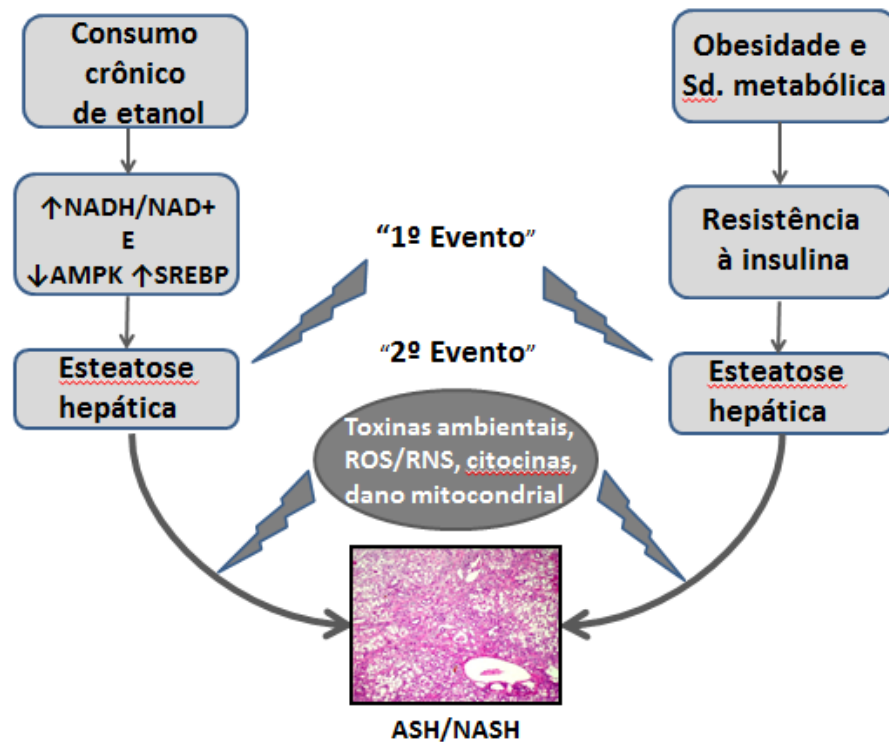 Consumo
crônico
de etanol
↑NADH/NAD+
E
↓AMPK ↑SREBP
Esteatose
hepática
Obesidade e
Sd. metabólica
Resistência
à insulina
Esteatose
hepática
“1º Evento”
“2º Evento”
Toxinas ambientais,
ROS/RNS, citocinas,
dano mitocondrial
ASH/NASH